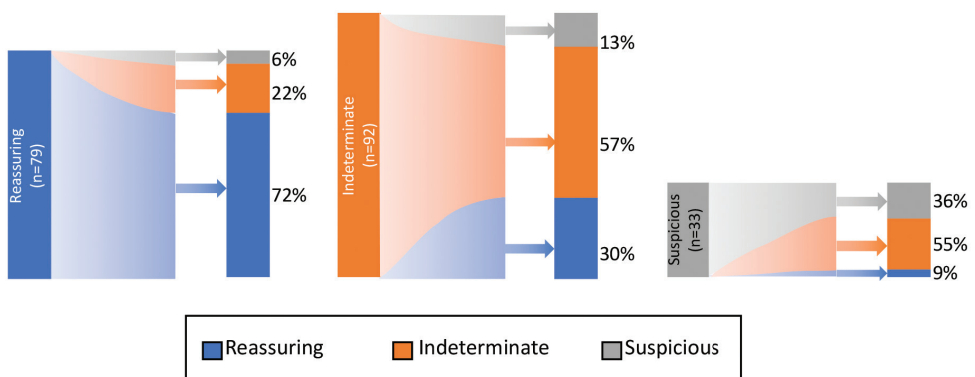 Reassuring
(n=79)
6%
22%
72%
Indeterminate
(n=92)
13%
57%
30%
Suspicious
(n=33)
36%
55%
9%
Reassuring
Indeterminate
Suspicious